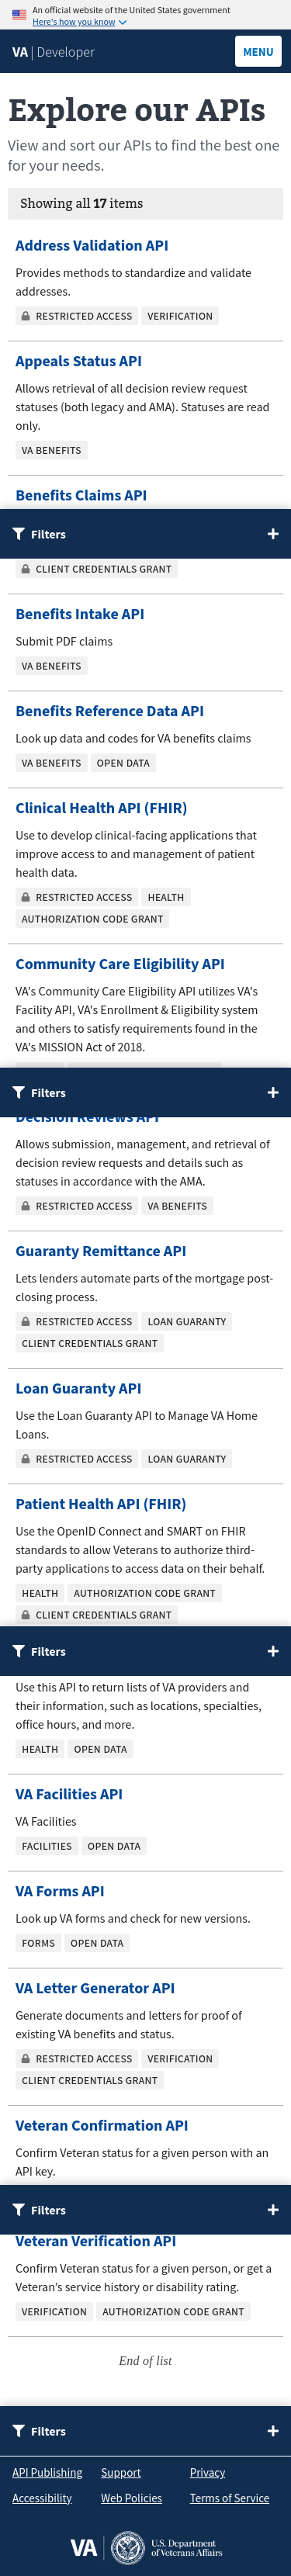 An official website of the United States government
Here's how you know
VA | Developer
MENU
Explore our APIs
View and sort our APIs to find the best one
for your needs.
Showing all 17 items
Address Validation API
Provides methods to standardize and validate
addresses.
RESTRICTED ACCESS VERIFICATION
Appeals Status API
Allows retrieval of all decision review request
statuses (both legacy and AMA). Statuses are read
only.
VA BENEFITS
Benefits Claims API
Filters
CLIENT CREDENTIALS GRANT
Benefits Intake API
Submit PDF claims
VA BENEFITS
Benefits Reference Data API
Look up data and codes for VA benefits claims
VA BENEFITS OPEN DATA
Clinical Health API (FHIR)
Use to develop clinical-facing applications that
improve access to and management of patient
health data.
RESTRICTED ACCESS HEALTH
AUTHORIZATION CODE GRANT
Community Care Eligibility API
VA's Community Care Eligibility API utilizes VA's
Facility API, VA's Enrollment & Eligibility system
and others to satisfy requirements found in the
VA's MISSION Act of 2018.
Filters
Decision Reviews API
Allows submission, management, and retrieval of
decision review requests and details such as
statuses in accordance with the AMA.
RESTRICTED ACCESS VA BENEFITS
Guaranty Remittance API
Lets lenders automate parts of the mortgage post-
closing process.
RESTRICTED ACCESS LOAN GUARANTY
CLIENT CREDENTIALS GRANT
Loan Guaranty API
Use the Loan Guaranty API to Manage VA Home
Loans.
RESTRICTED ACCESS LOAN GUARANTY
Patient Health API (FHIR)
Use the OpenID Connect and SMART on FHIR
standards to allow Veterans to authorize third-
party applications to access data on their behalf.
HEALTH AUTHORIZATION CODE GRANT
CLIENT CREDENTIALS GRANT
Filters
Use this API to return lists of VA providers and
their information, such as locations, specialties,
office hours, and more.
HEALTH OPEN DATA
VA Facilities API
VA Facilities
FACILITIES OPEN DATA
VA Forms API
Look up VA forms and check for new versions.
FORMS OPEN DATA
VA Letter Generator API
Generate documents and letters for proof of
existing VA benefits and status.
RESTRICTED ACCESS VERIFICATION
CLIENT CREDENTIALS GRANT
Veteran Confirmation API
Confirm Veteran status for a given person with an
API key.
Filters
Veteran Verification API
Confirm Veteran status for a given person, or get a
Veteran’s service history or disability rating.
VERIFICATION AUTHORIZATION CODE GRANT
End of list
Filters
API Publishing Support Privacy
Accessibility Web Policies Terms of Service
VA U.S. Department
of Veterans Affairs